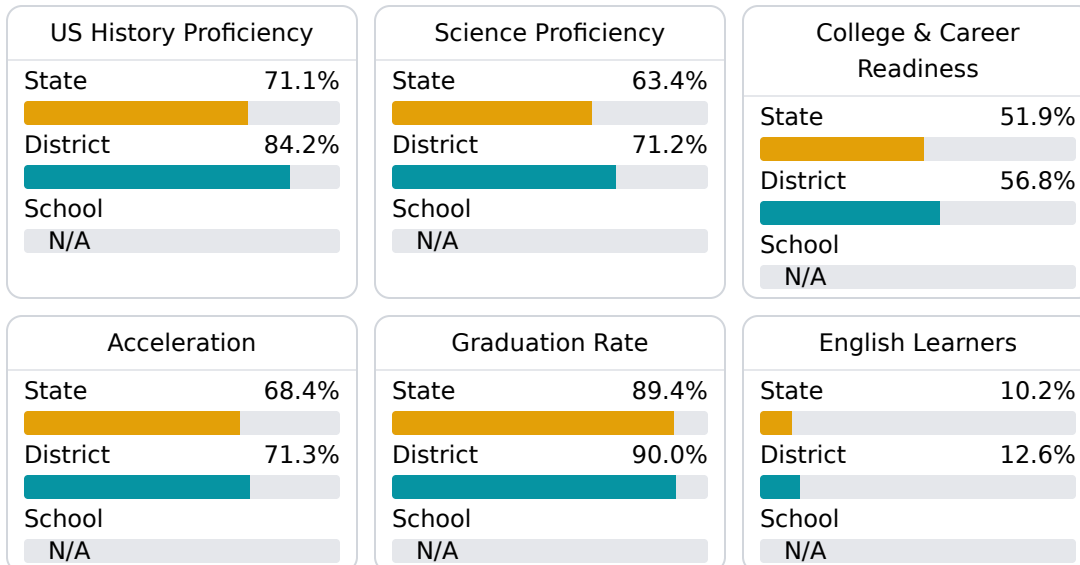 US History Proficiency
State 71.1%
District 84.2%
School
N/A
Science Proficiency
State 63.4%
District 71.2%
School
N/A
College & Career
Readiness
State 51.9%
District 56.8%
School
N/A
Acceleration
State 68.4%
District 71.3%
School
N/A
Graduation Rate
State 89.4%
District 90.0%
School
N/A
English Learners
State 10.2%
District 12.6%
School
N/A